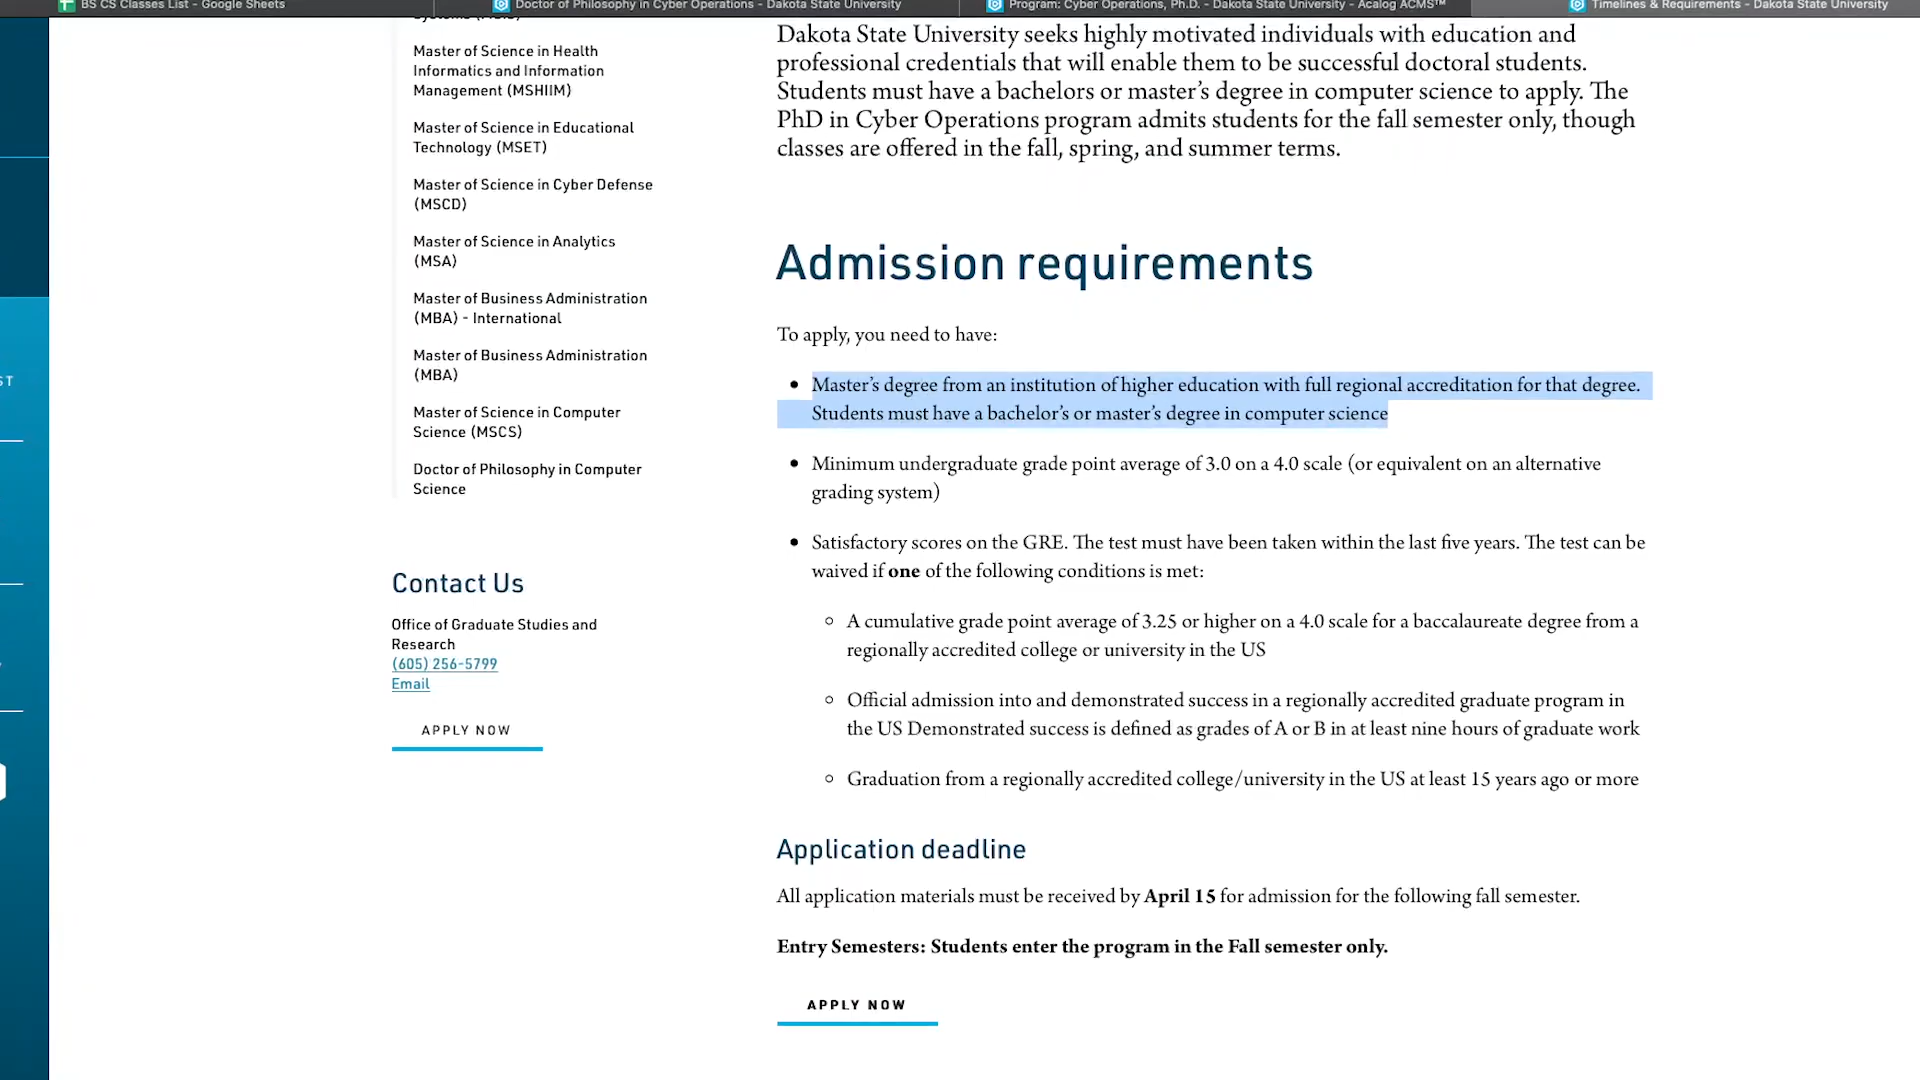 BS CS Classes List - Google Sheets
Doctor of Philosophy in Cyber Operations - Dakota State University
Program: Cyber Operations, Ph.D. - Dakota State University - Acalog ACMS™
Timelines & Requirements - Dakota State University
Master of Science in Health
Informatics and Information
Management (MSHIIM)
Master of Science in Educational
Technology (MSET)
Master of Science in Cyber Defense
(MSCD)
Master of Science in Analytics
(MSA)
Master of Business Administration
(MBA) - International
Master of Business Administration
(MBA)
Master of Science in Computer
Science (MSCS)
Doctor of Philosophy in Computer
Science
Contact Us
Office of Graduate Studies and
Research
(605) 256-5799
Email
APPLY NOW
Dakota State University seeks highly motivated individuals with education and
professional credentials that will enable them to be successful doctoral students.
Students must have a bachelors or master's degree in computer science to apply. The
PhD in Cyber Operations program admits students for the fall semester only, though
classes are offered in the fall, spring, and summer terms.
Admission requirements
To apply, you need to have:
Master's degree from an institution of higher education with full regional accreditation for that degree.
Students must have a bachelor's or master's degree in computer science
Minimum undergraduate grade point average of 3.0 on a 4.0 scale (or equivalent on an alternative
grading system)
Satisfactory scores on the GRE. The test must have been taken within the last five years. The test can be
waived if one of the following conditions is met:
A cumulative grade point average of 3.25 or higher on a 4.0 scale for a baccalaureate degree from a
regionally accredited college or university in the US
Official admission into and demonstrated success in a regionally accredited graduate program in
the US Demonstrated success is defined as grades of A or B in at least nine hours of graduate work
Graduation from a regionally accredited college/university in the US at least 15 years ago or more
Application deadline
All application materials must be received by April 15 for admission for the following fall semester.
Entry Semesters: Students enter the program in the Fall semester only.
APPLY NOW